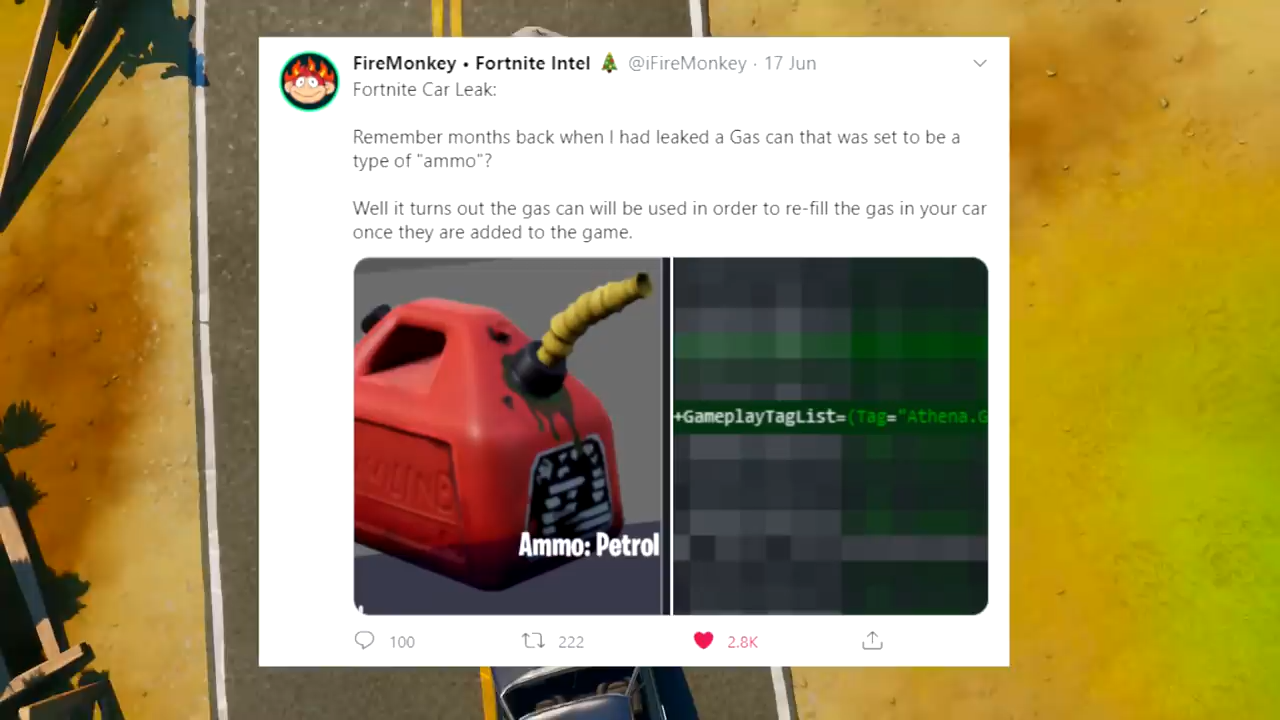 FireMonkey • Fortnite Intel 🎄 @iFireMonkey · 17 Jun
Fortnite Car Leak:
Remember months back when I had leaked a Gas can that was set to be a
type of "ammo"?
Well it turns out the gas can will be used in order to re-fill the gas in your car
once they are added to the game.
+GameplayTagList=(Tag="Athena.G
Ammo: Petrol
100 222 2.8K